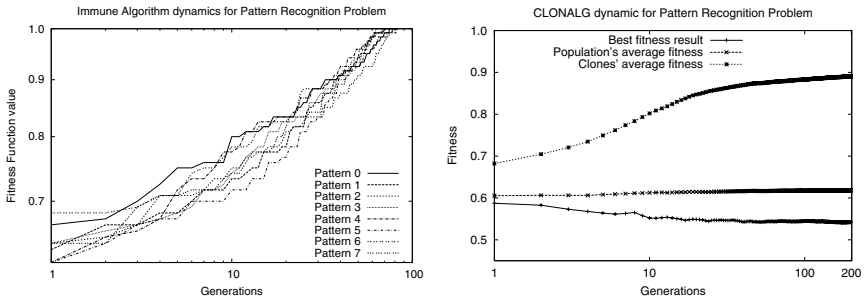 Immune Algorithm dynamics for Pattern Recognition Problem
1.0
0.9
0.8
0.7
Fitness Function value
Pattern 0
Pattern 1
Pattern 2
Pattern 3
Pattern 4
Pattern 5
Pattern 6
Pattern 7
1
10
100
Generations
CLONALG dynamic for Pattern Recognition Problem
Best fitness result
Population's average fitness
Clones' average fitness
1.0
0.9
0.8
0.7
0.6
0.5
Fitness
1
10
100
200
Generations